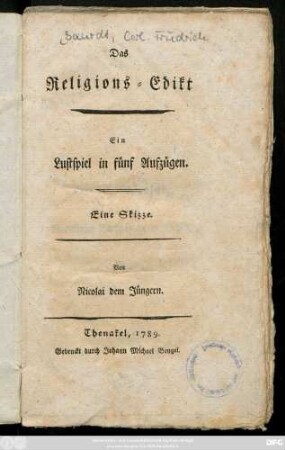 Bahrdt, Carl Friedrich
Das
Religions-Edikt
Ein
Lustspiel in fünf Aufzügen.
Eine Skizze.
Von
Nicolai dem Jüngern.
Thenakel, 1789.
Gedruckt durch Johann Michael Bengel.